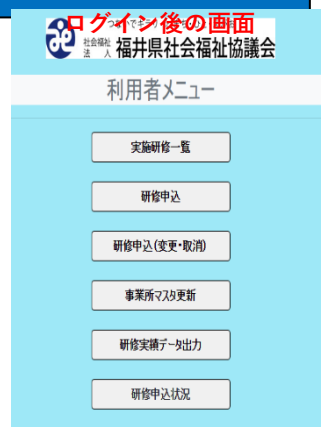 ログイン後の画面
社会福祉法人 福井県社会福祉協議会
利用者メニュー
実施研修一覧
研修申込
研修申込(変更・取消)
事業所マスタ更新
研修実績データ出力
研修申込状況